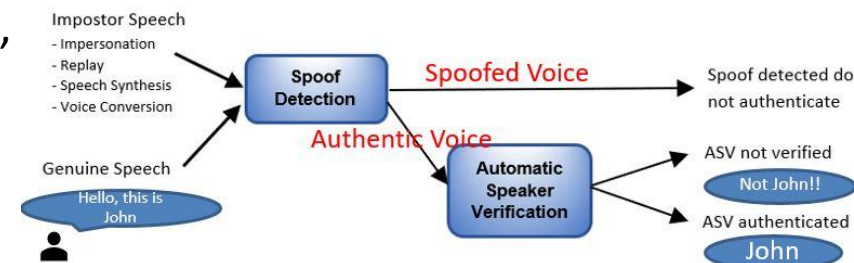 ,
Impostor Speech
- Impersonation
- Replay
- Speech Synthesis
- Voice Conversion
Genuine Speech
Hello, this is
John
Spoof
Detection
Spoofed Voice
Authentic Voice
Automatic
Speaker
Verification
Spoof detected do
not authenticate
ASV not verified
Not John!!
ASV authenticated
John